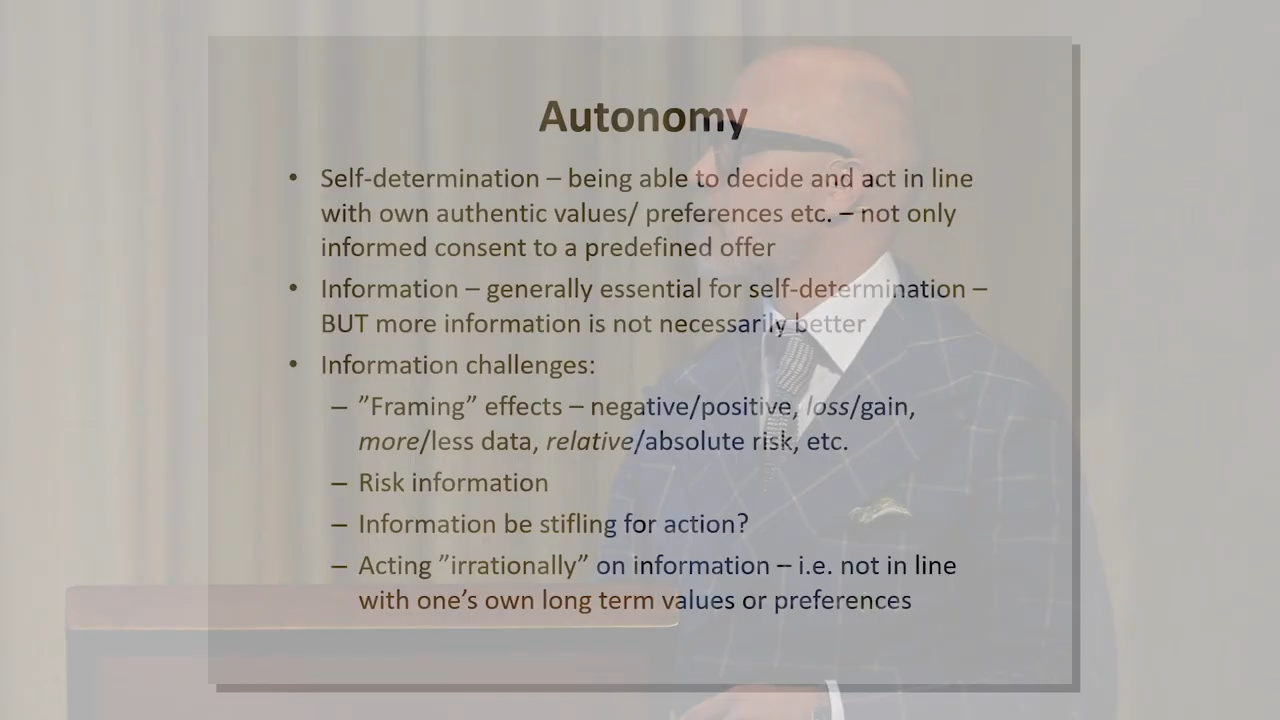 Autonomy
• Self-determination – being able to decide and act in line
with own authentic values/ preferences etc. – not only
informed consent to a predefined offer
• Information – generally essential for self-determination –
BUT more information is not necessarily better
• Information challenges:
– ”Framing” effects – negative/positive, loss/gain,
more/less data, relative/absolute risk, etc.
– Risk information
– Information be stifling for action?
– Acting ”irrationally” on information – i.e. not in line
with one’s own long term values or preferences